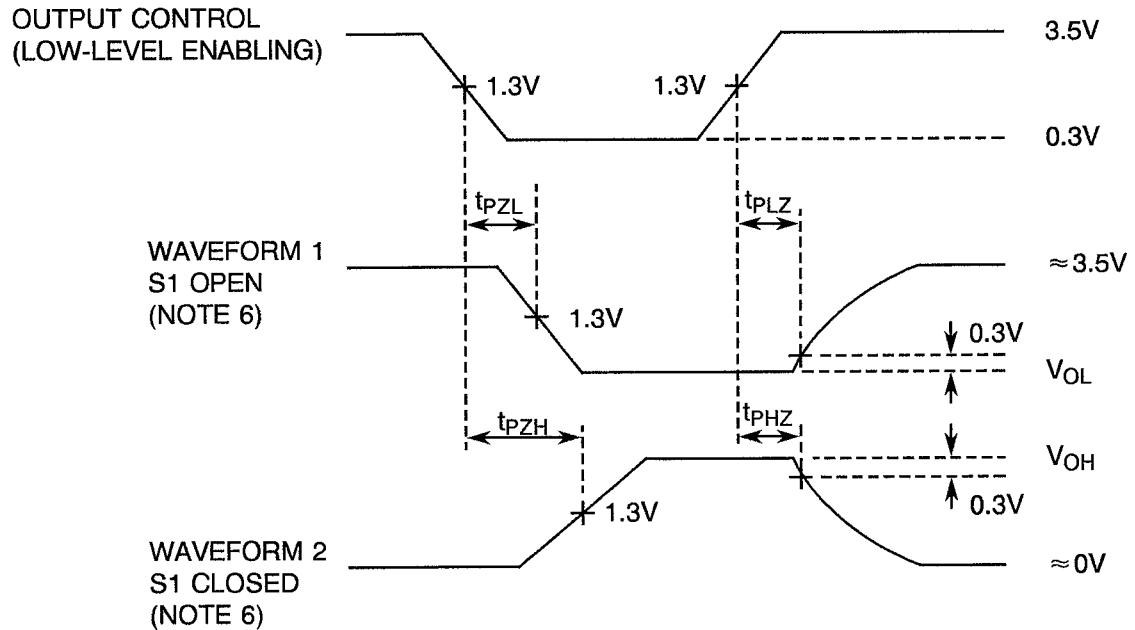 OUTPUT CONTROL
(LOW-LEVEL ENABLING)
3.5V
1.3V
1.3V
0.3V
tPZL
tPLZ
WAVEFORM 1
S1 OPEN
(NOTE 6)
≈3.5V
1.3V
0.3V
VOL
tPZH
tPHZ
VOH
1.3V
0.3V
WAVEFORM 2
S1 CLOSED
(NOTE 6)
≈0V